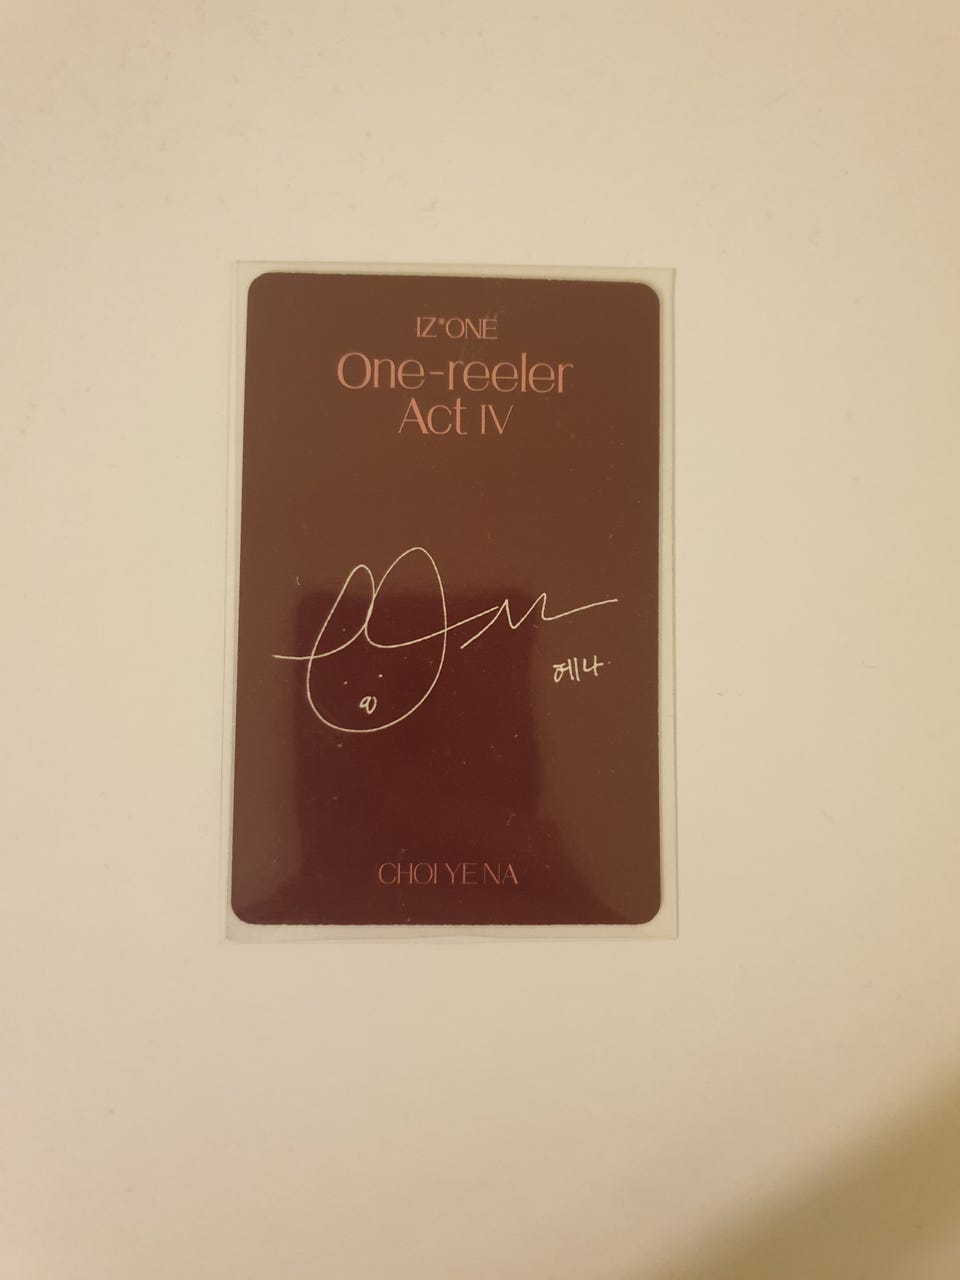 IZ*ONE
One-reeler
Act IV
예나
CHOI YE NA